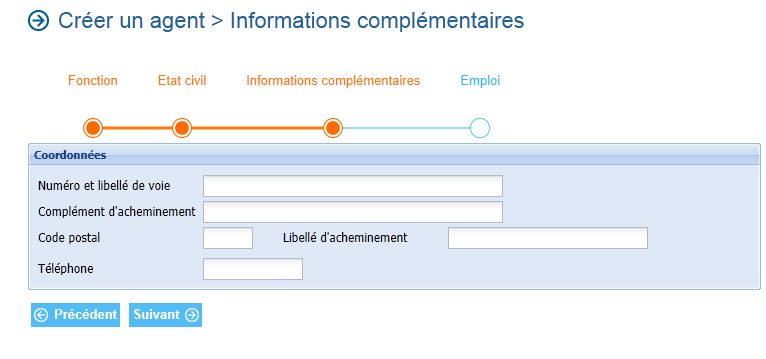 Créer un agent > Informations complémentaires
Fonction Etat civil Informations complémentaires Emploi
Coordonnées
Numéro et libellé de voie
Complément d'acheminement
Code postal Libellé d'acheminement
Téléphone
Précédent Suivant